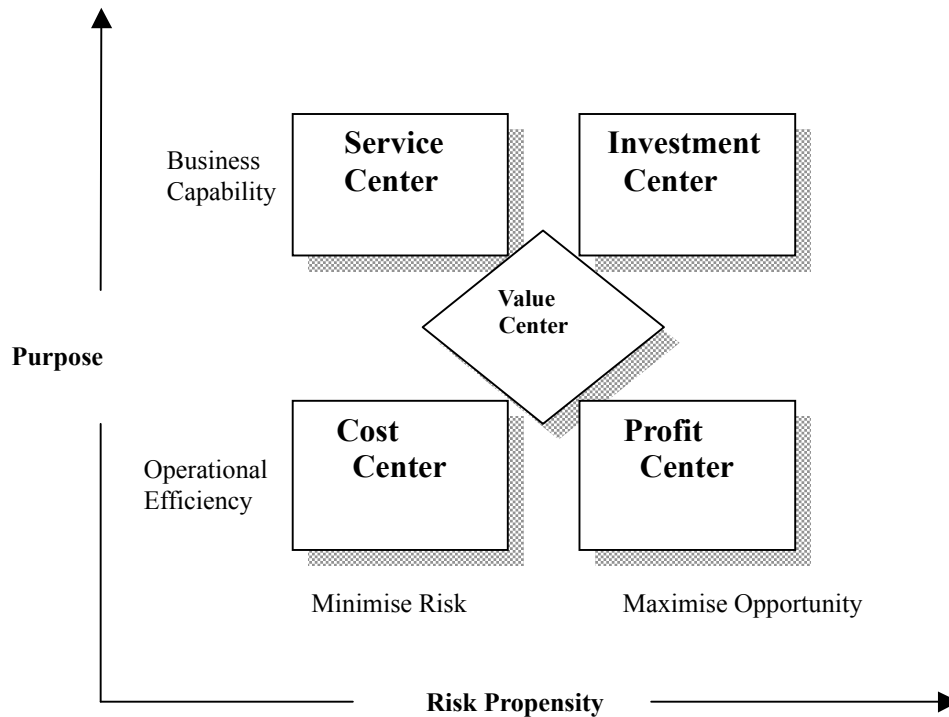 Service
Center
Investment
Center
Business
Capability
Value
Center
Purpose
Cost
Center
Profit
Center
Operational
Efficiency
Minimise Risk
Maximise Opportunity
Risk Propensity